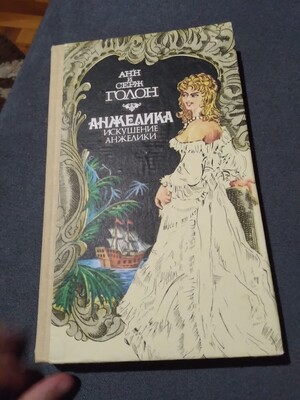 АНН
И
СЕРЖ
ГОЛОН
АНЖЕЛИКА
ИСКУШЕНИЕ
АНЖЕЛИКИ